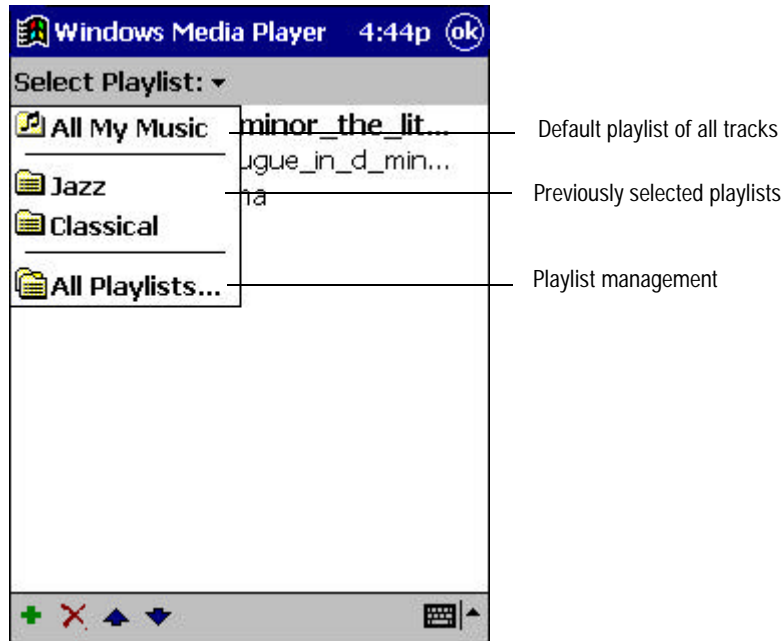 Windows Media Player 4:44p ok
Select Playlist:
All My Music
minor_the_lit...
Default playlist of all tracks
ugue_in_d_min...
Jazz
na
Previously selected playlists
Classical
All Playlists...
Playlist management